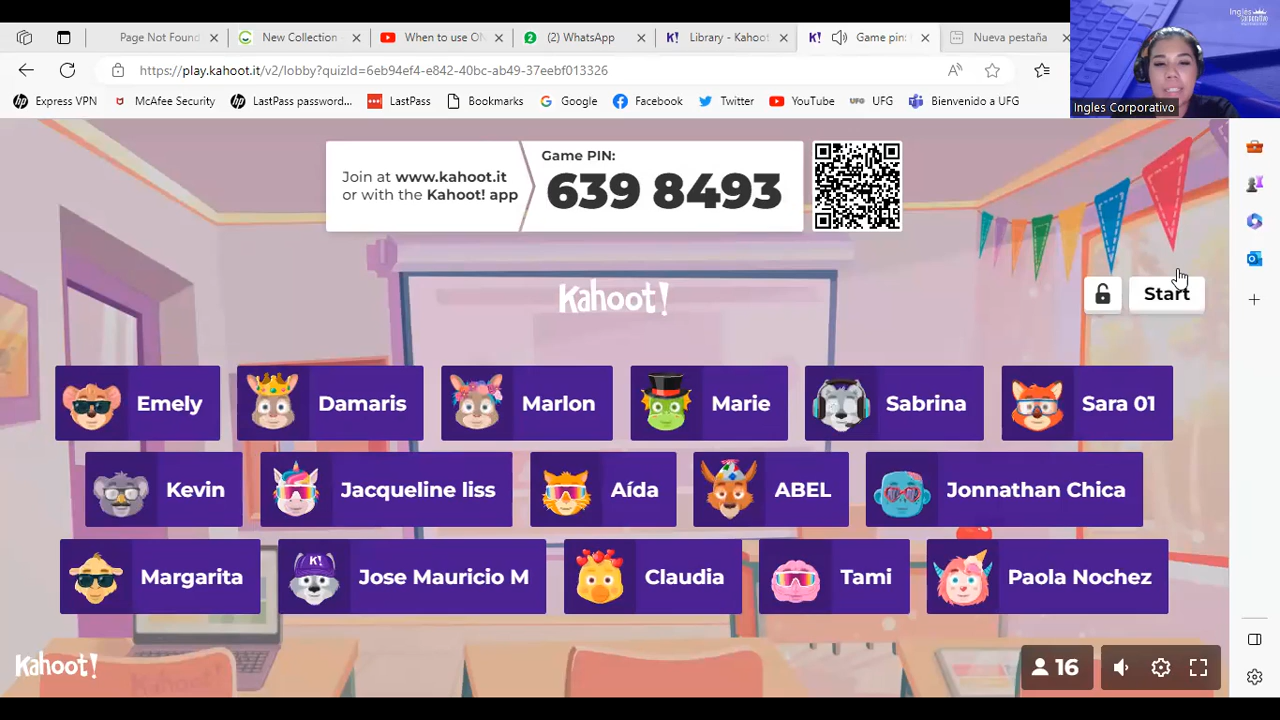 Page Not Found
New Collection
When to use ON
(2) WhatsApp
Library - Kahoot
Game pin:
Nueva pestaña
Inglés
Corporativo
https://play.kahoot.it/v2/lobby?quizId=6eb94ef4-e842-40bc-ab49-37eebf013326
Express VPN
McAfee Security
LastPass password...
LastPass
Bookmarks
Google
Facebook
Twitter
YouTube
UFG
Bienvenido a UFG
Ingles Corporativo
Join at www.kahoot.it
or with the Kahoot! app
Game PIN:
639 8493
Kahoot!
Start
Emely
Damaris
Marlon
Marie
Sabrina
Sara 01
Kevin
Jacqueline liss
Aída
ABEL
Jonnathan Chica
Margarita
K!
Jose Mauricio M
Claudia
Tami
Paola Nochez
Kahoot!
16